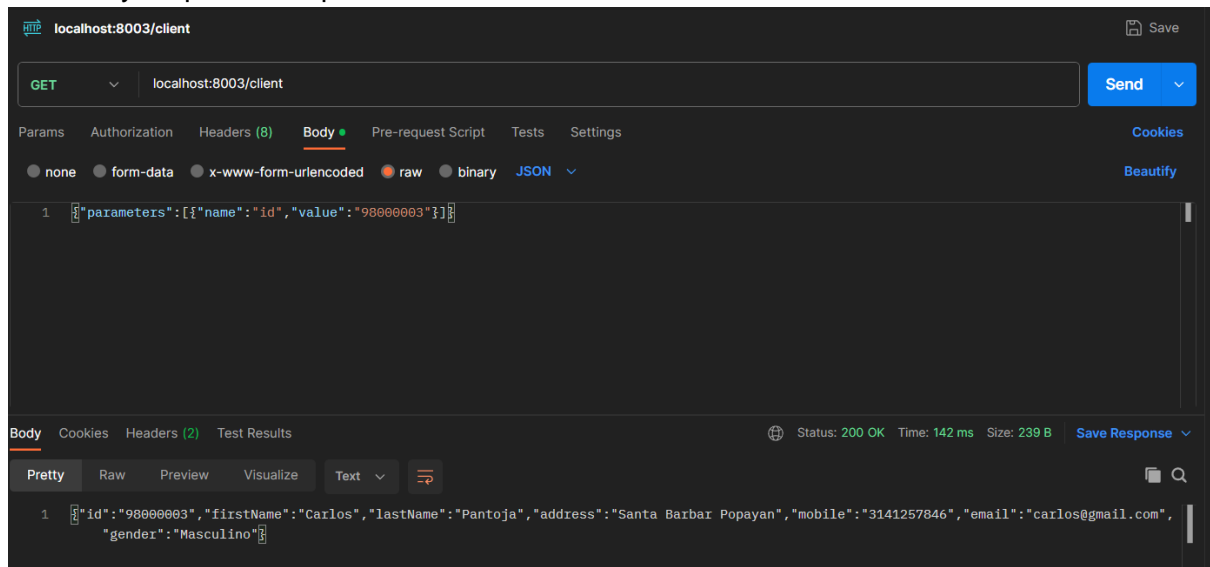 HTTP localhost:8003/client Save
GET localhost:8003/client Send
Params Authorization Headers (8) Body Pre-request Script Tests Settings Cookies
none form-data x-www-form-urlencoded raw binary JSON Beautify
1 {"parameters":[{"name":"id","value":"98000003"}]}
Body Cookies Headers (2) Test Results Status: 200 OK Time: 142 ms Size: 239 B Save Response
Pretty Raw Preview Visualize Text
1 {"id":"98000003","firstName":"Carlos","lastName":"Pantoja","address":"Santa Barbar Popayan","mobile":"3141257846","email":"carlos@gmail.com",
"gender":"Masculino"}